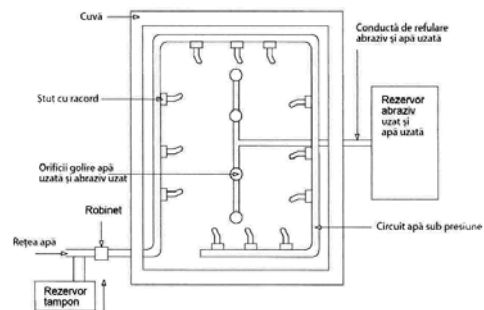 Cuvă
Conductă de refulare
abraziv și apă uzată
Ștut cu racord
Rezervor
abraziv
uzat și
apă uzată
Orificii golire apă
uzată și abraziv uzat
Robinet
Rețea apă
Circuit apă sub presiune
Rezervor
tampon